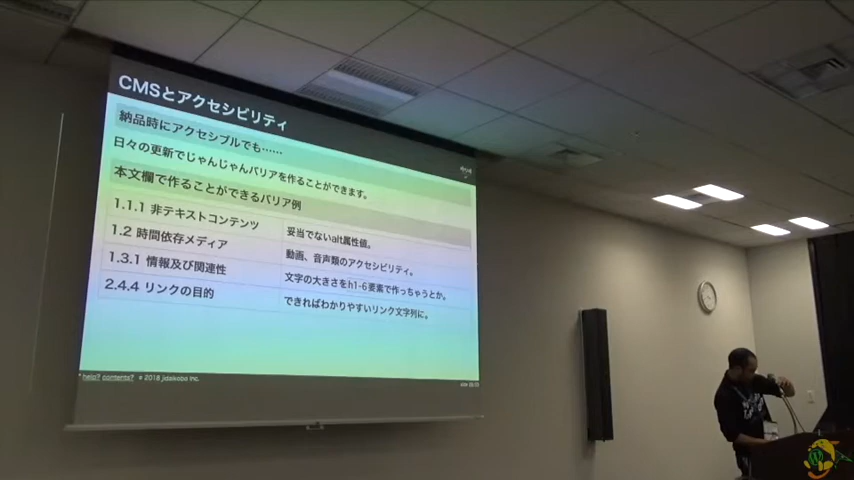 CMSとアクセシビリティ
納品時にアクセシブルでも……
日々の更新でじゃんじゃんバリアを作ることができます。
本文欄で作ることができるバリア例
1.1.1 非テキストコンテンツ 妥当でないalt属性値。
1.2 時間依存メディア 動画、音声類のアクセシビリティ。
1.3.1 情報及び関連性 文字の大きさをh1-6要素で作っちゃうとか。
2.4.4 リンクの目的 できればわかりやすいリンク文字列に。
help? contents? © 2018 jidaikobo Inc.